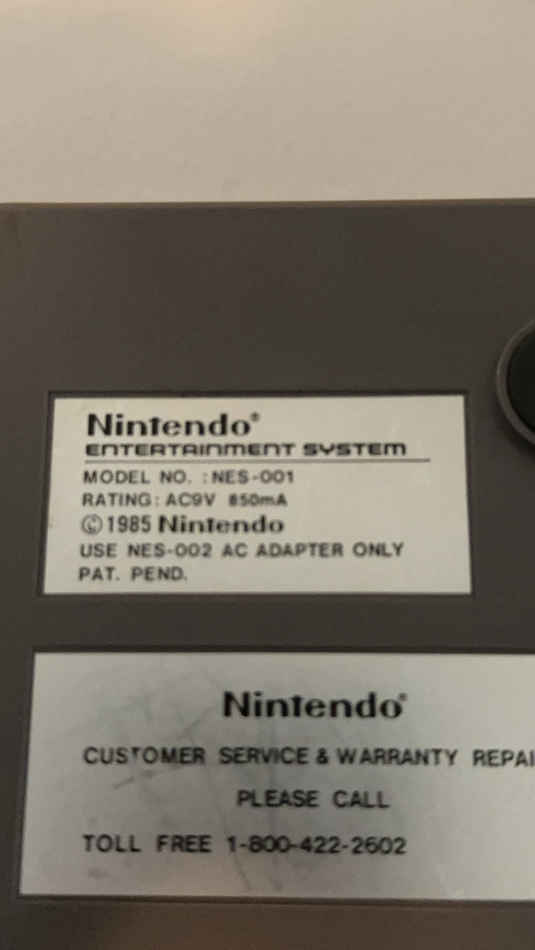 Nintendo®
ENTERTAINMENT SYSTEM
MODEL NO. : NES-001
RATING: AC9V 850mA
© 1985 Nintendo
USE NES-002 AC ADAPTER ONLY
PAT. PEND.
Nintendo®
CUSTOMER SERVICE & WARRANTY REPAI
PLEASE CALL
TOLL FREE 1-800-422-2602